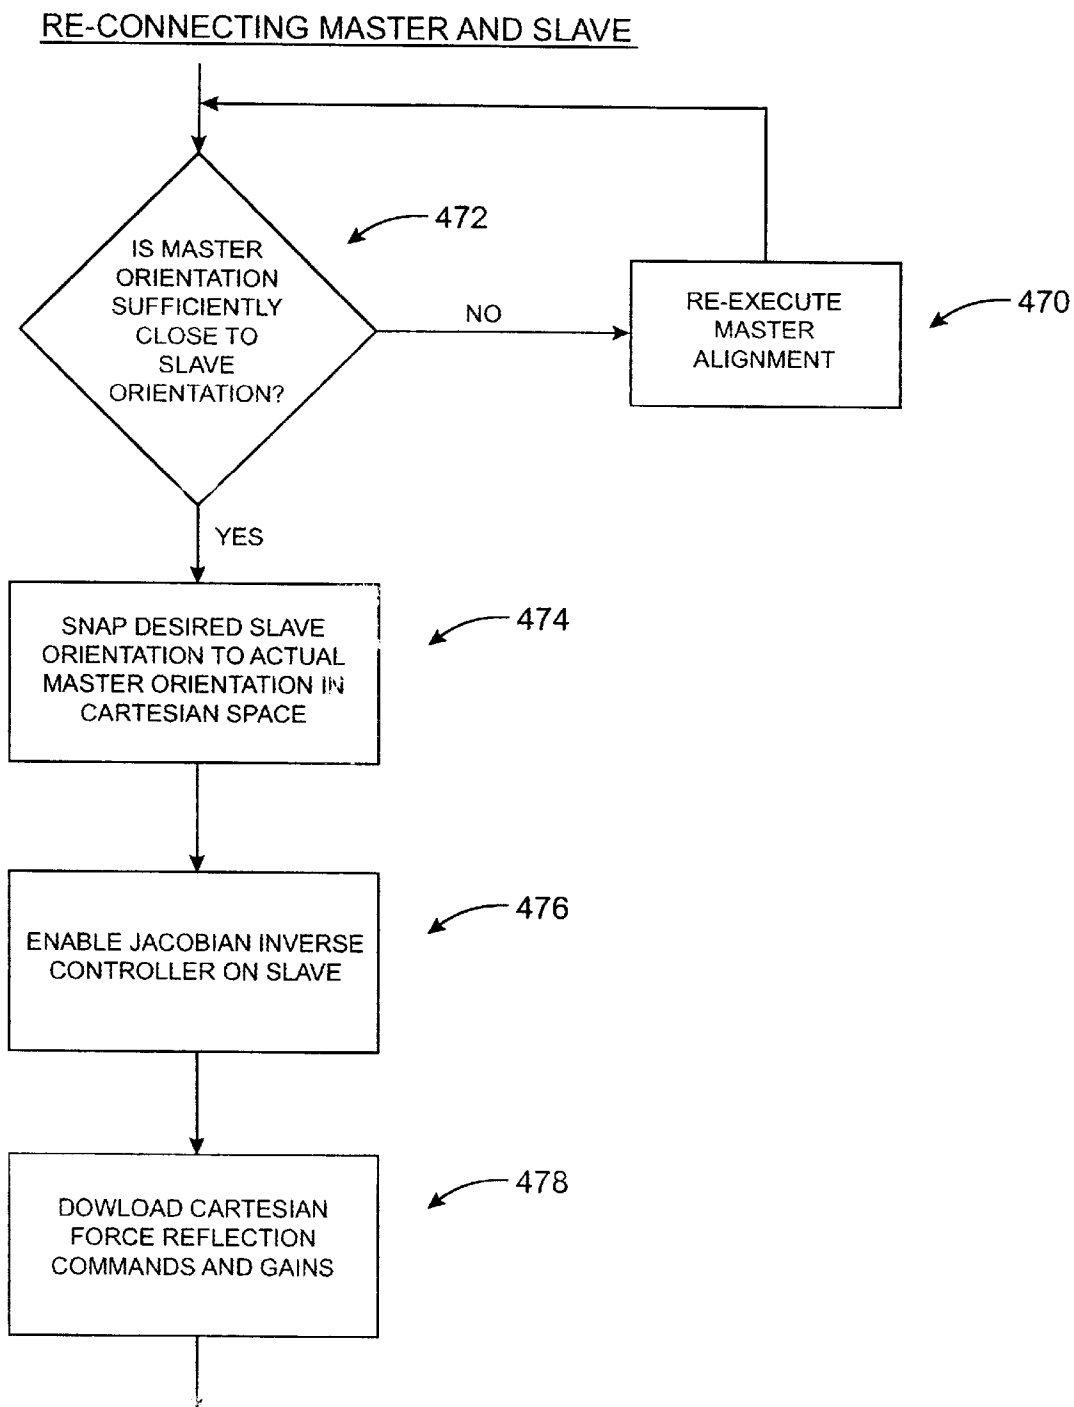 RE-CONNECTING MASTER AND SLAVE
472
IS MASTER
ORIENTATION
SUFFICIENTLY
CLOSE TO
SLAVE
ORIENTATION?
NO
RE-EXECUTE
MASTER
ALIGNMENT
470
YES
SNAP DESIRED SLAVE
ORIENTATION TO ACTUAL
MASTER ORIENTATION IN
CARTESIAN SPACE
474
ENABLE JACOBIAN INVERSE
CONTROLLER ON SLAVE
476
DOWLOAD CARTESIAN
FORCE REFLECTION
COMMANDS AND GAINS
478